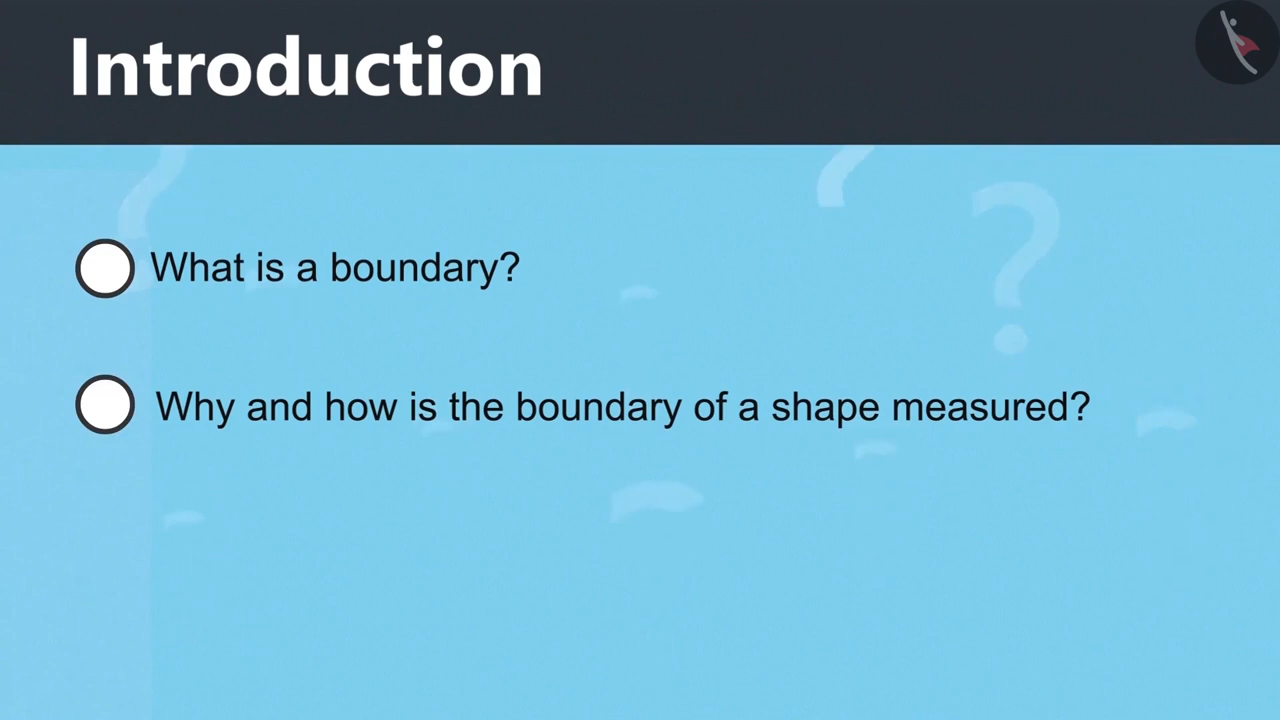 Introduction
What is a boundary?
Why and how is the boundary of a shape measured?